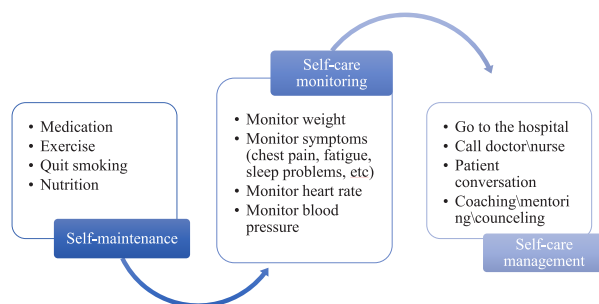 • Medication
• Exercise
• Quit smoking
• Nutrition
Self-maintenance
Self-care
monitoring
• Monitor weight
• Monitor symptoms
(chest pain, fatigue,
sleep problems, etc)
• Monitor heart rate
• Monitor blood
pressure
• Go to the hospital
• Call doctor\nurse
• Patient
conversation
• Coaching\mentori
ng\counceling
Self-care
management